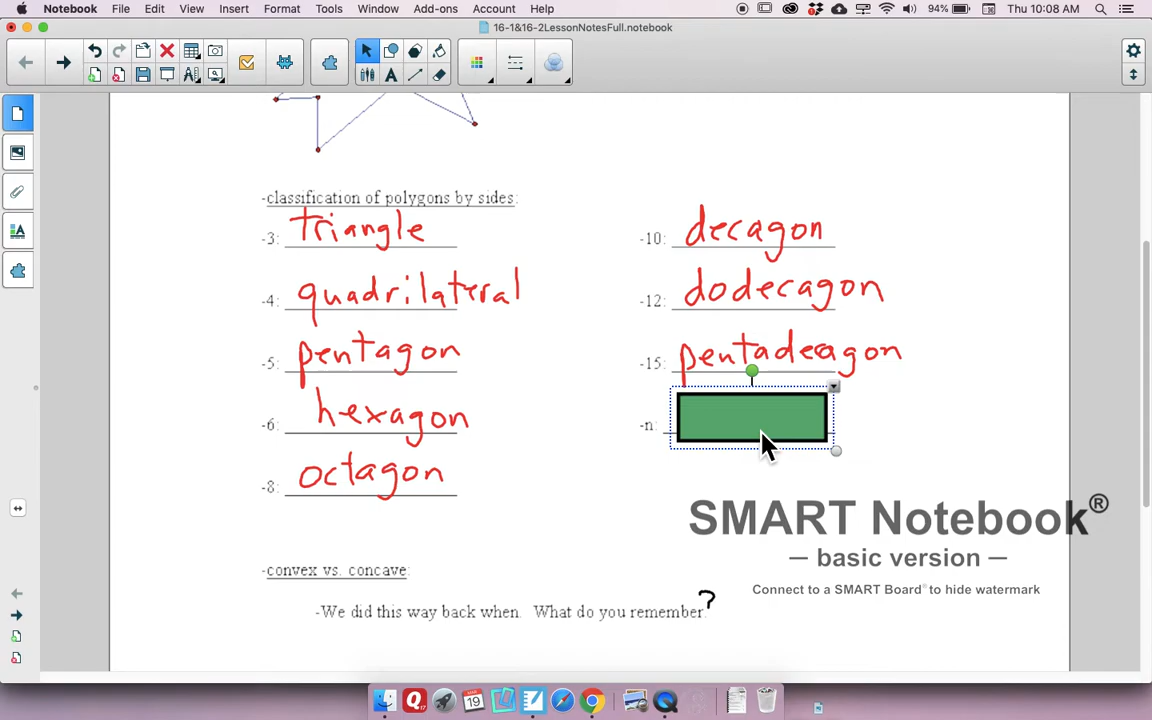 Notebook File Edit View Insert Format Tools Window Add-ons Account Help 94% Thu 10:08 AM
16-1&16-2LessonNotesFull.notebook
-classification of polygons by sides:
-3: triangle
-4: quadrilateral
-5: pentagon
-6: hexagon
-8: octagon
-10: decagon
-12: dodecagon
-15: pentadecagon
-n:
SMART Notebook®
— basic version —
Connect to a SMART Board® to hide watermark
-convex vs. concave:
-We did this way back when. What do you remember?